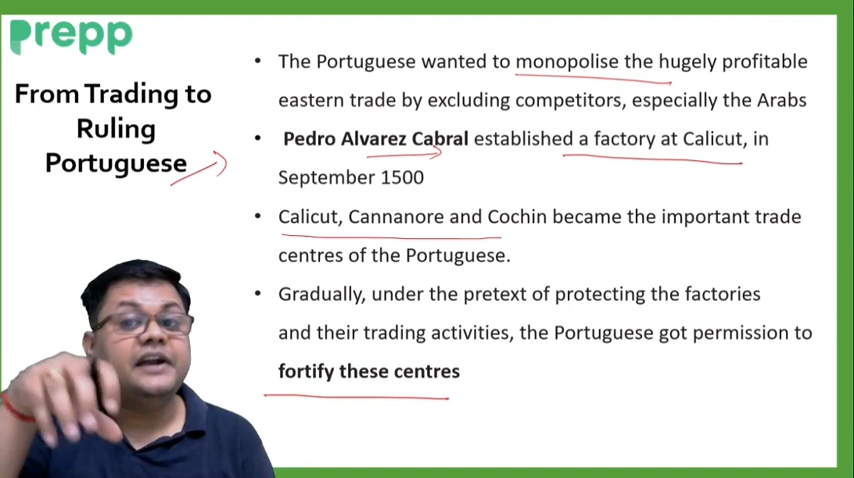 prepp
From Trading to
Ruling
Portuguese
• The Portuguese wanted to monopolise the hugely profitable
eastern trade by excluding competitors, especially the Arabs
• Pedro Alvarez Cabral established a factory at Calicut, in
September 1500
• Calicut, Cannanore and Cochin became the important trade
centres of the Portuguese.
• Gradually, under the pretext of protecting the factories
and their trading activities, the Portuguese got permission to
fortify these centres